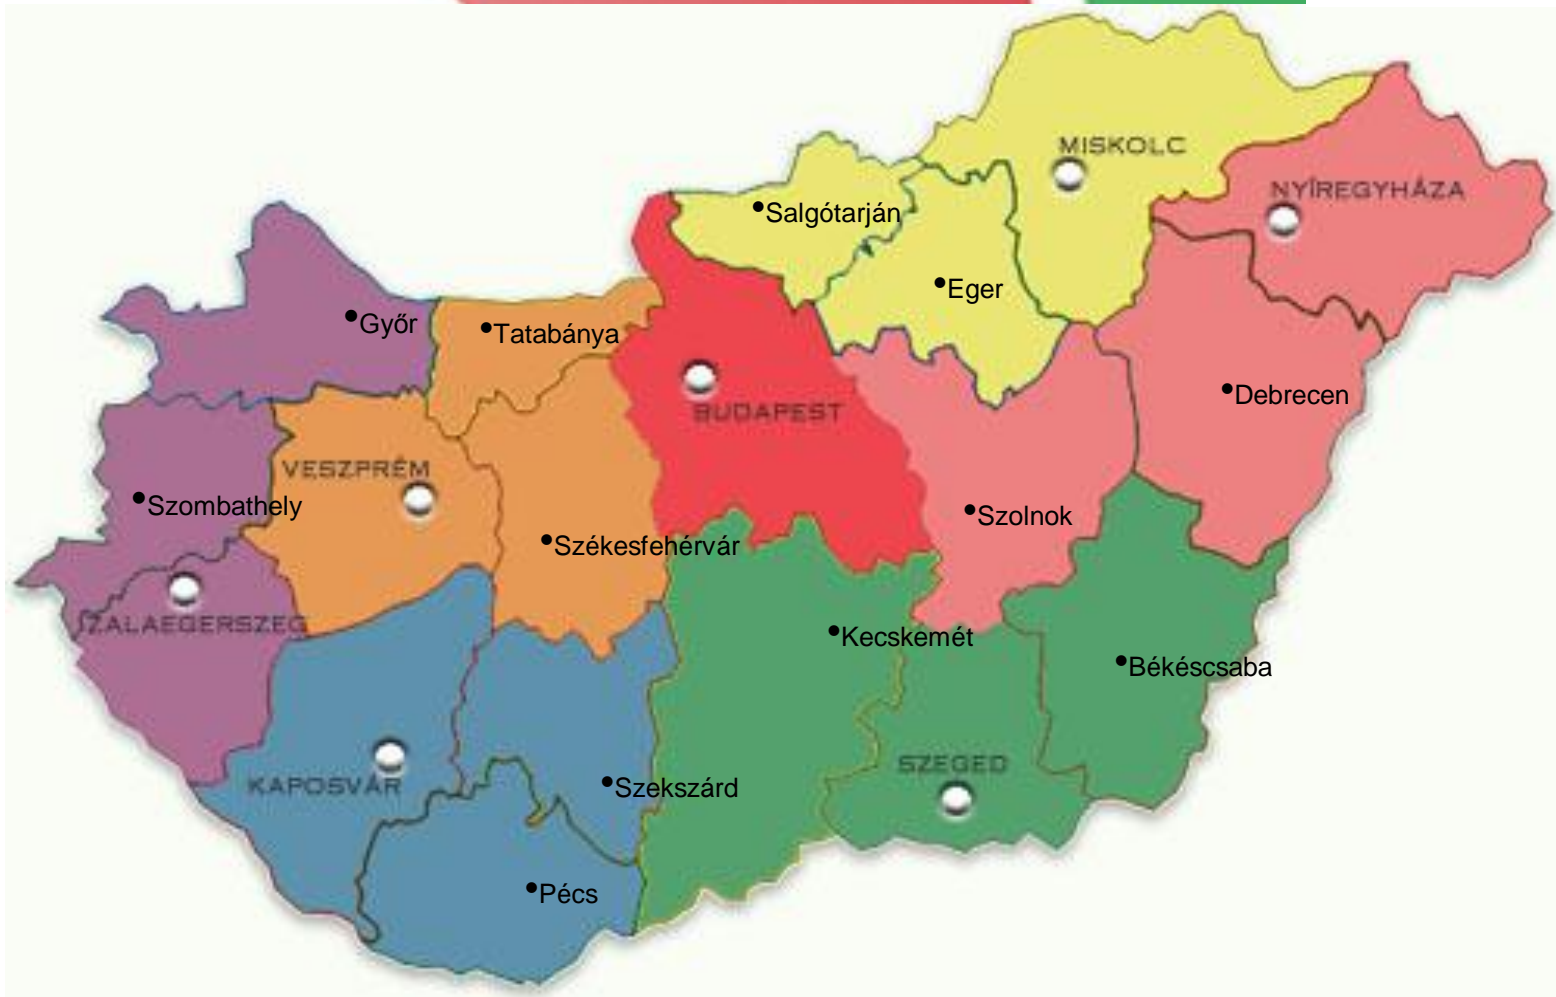 MISKOLC
NYÍREGYHÁZA
•Salgótarján
•Eger
•Győr
•Tatabánya
•Debrecen
BUDAPEST
VESZPRÉM
•Szombathely
•Szolnok
•Székesfehérvár
ZALAEGERSZEG
•Kecskemét
•Békéscsaba
SZEGED
KAPOSVÁR
•Szekszárd
•Pécs